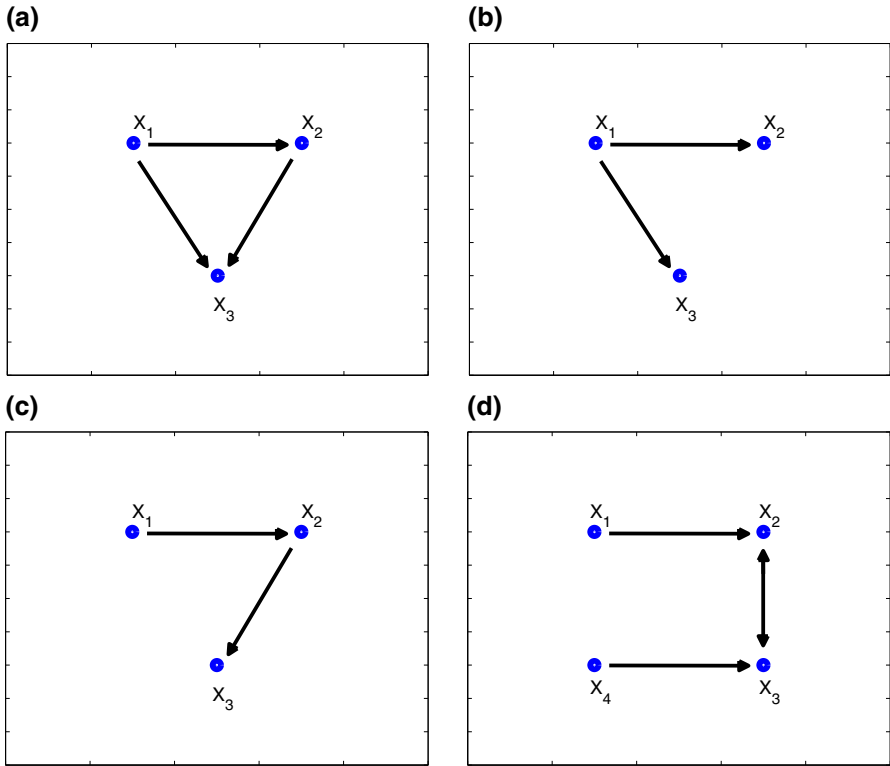 (a)
X₁ X₂
X₃
(b)
X₁ X₂
X₃
(c)
X₁ X₂
X₃
(d)
X₁ X₂
X₄ X₃